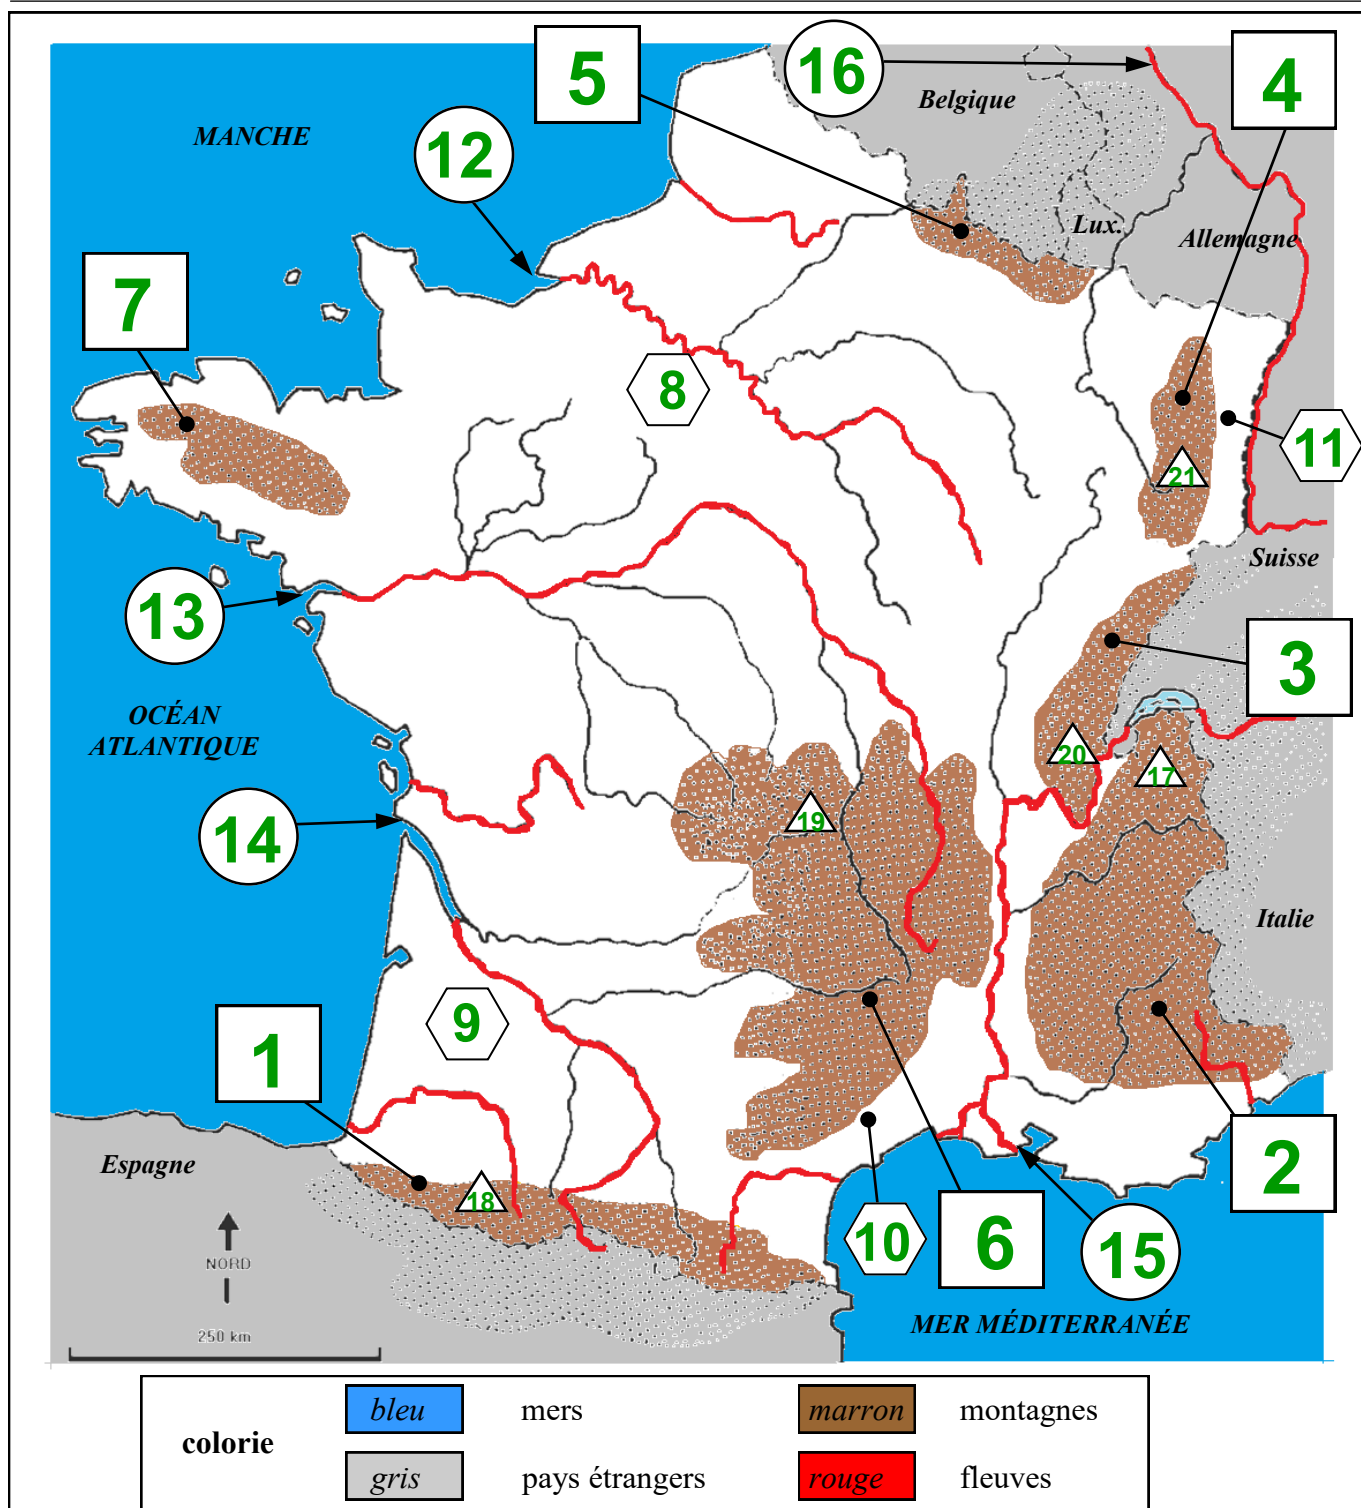 5
16
Belgique
4
MANCHE
12
Lux.
Allemagne
7
8
11
21
Suisse
13
3
OCÉAN
ATLANTIQUE
20
17
14
19
Italie
9
1
Espagne
18
10
6
15
2
NORD
250 km
MER MÉDITERRANÉE
colorie
bleu mers marron montagnes
gris pays étrangers rouge fleuves